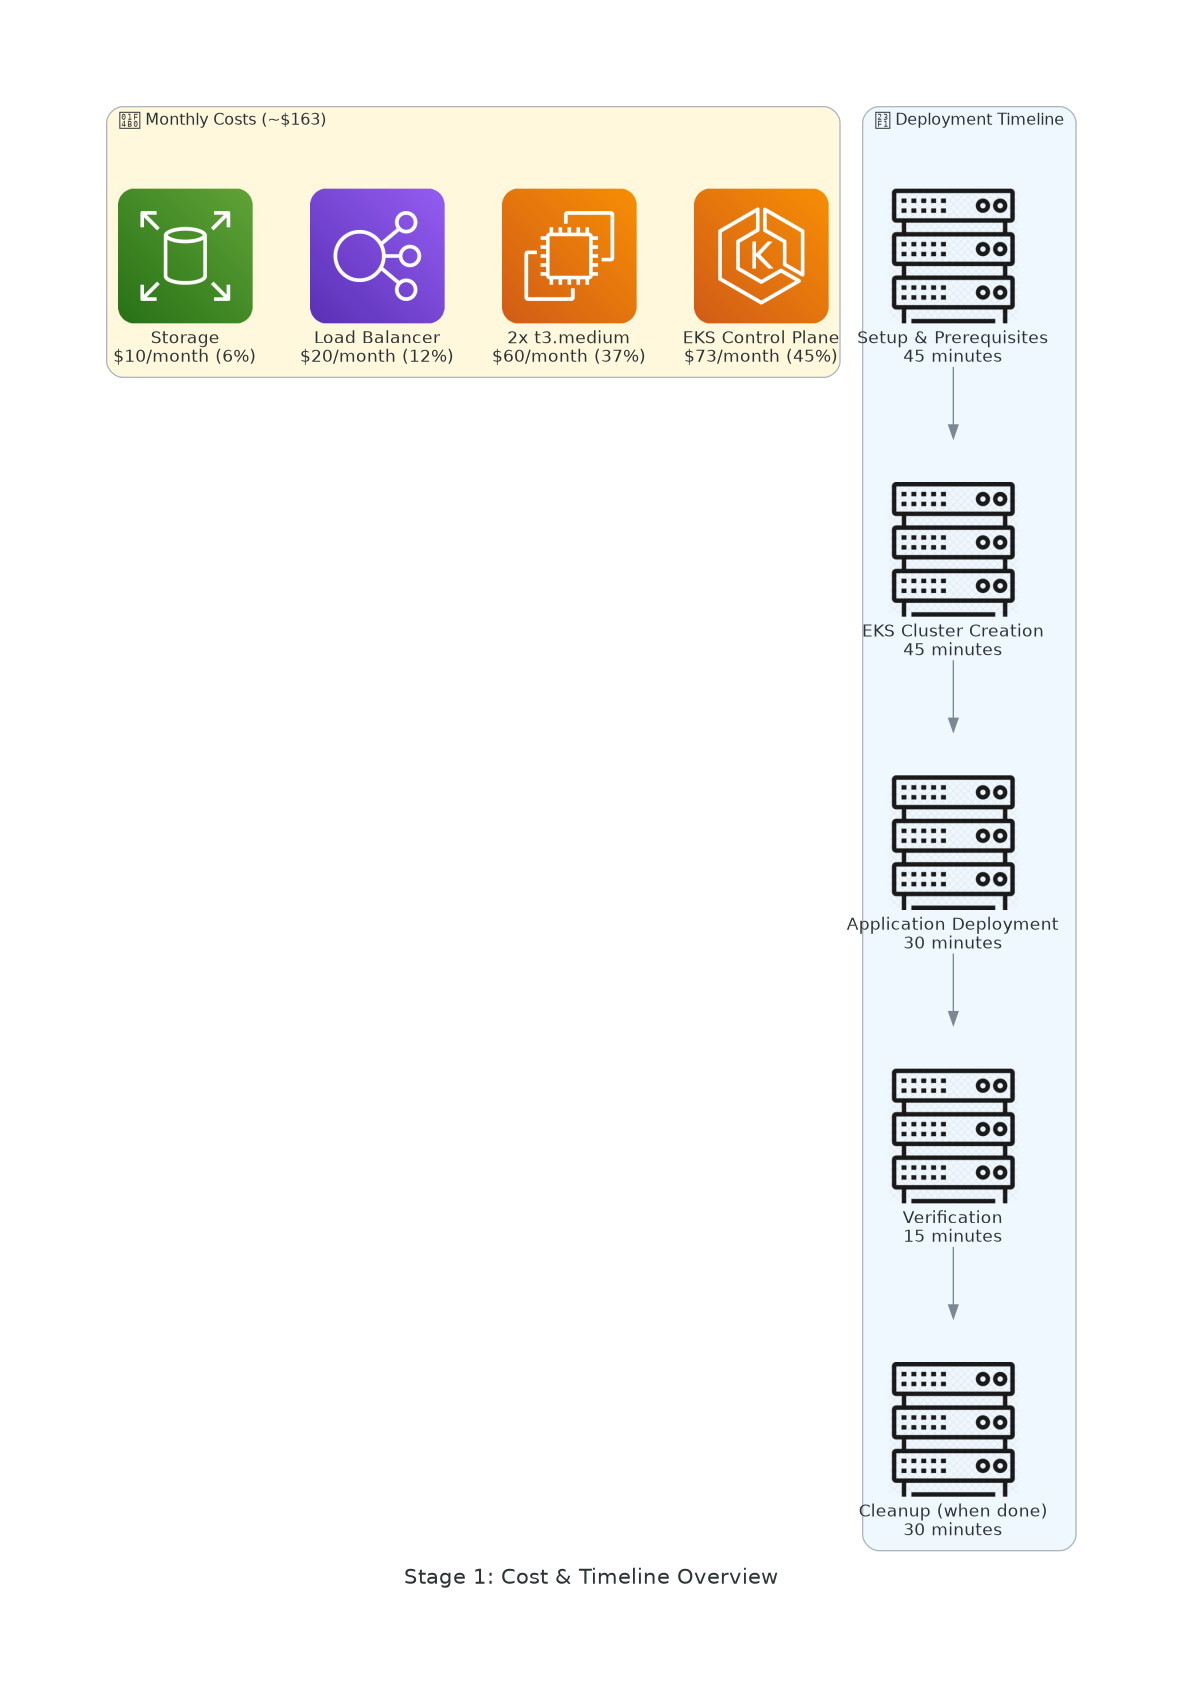 Monthly Costs (~$163)
Storage
$10/month (6%)
Load Balancer
$20/month (12%)
2x t3.medium
$60/month (37%)
EKS Control Plane
$73/month (45%)
Deployment Timeline
Setup & Prerequisites
45 minutes
EKS Cluster Creation
45 minutes
Application Deployment
30 minutes
Verification
15 minutes
Cleanup (when done)
30 minutes
Stage 1: Cost & Timeline Overview